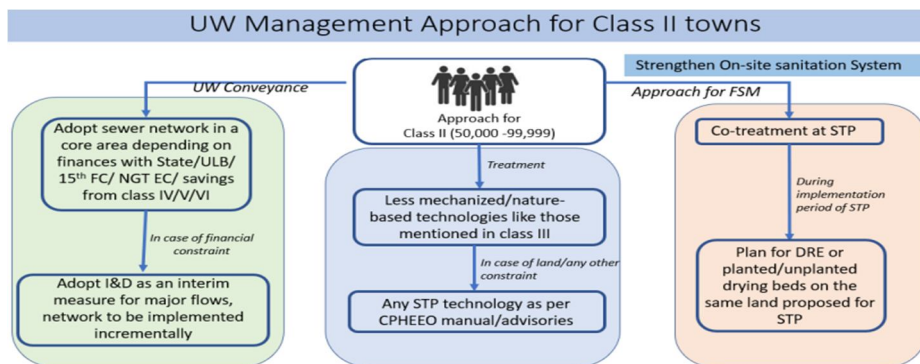 UW Management Approach for Class II towns
Strengthen On-site sanitation System
UW Conveyance
Approach for
Class II (50,000 -99,999)
Approach for FSM
Adopt sewer network in a
core area depending on
finances with State/ULB/
15th FC/ NGT EC/ savings
from class IV/V/VI
In case of financial
constraint
Adopt I&D as an interim
measure for major flows,
network to be implemented
incrementally
Treatment
Less mechanized/nature-
based technologies like those
mentioned in class III
In case of land/any other
constraint
Any STP technology as per
CPHEEO manual/advisories
Co-treatment at STP
During
implementation
period of STP
Plan for DRE or
planted/unplanted
drying beds on the
same land proposed for
STP